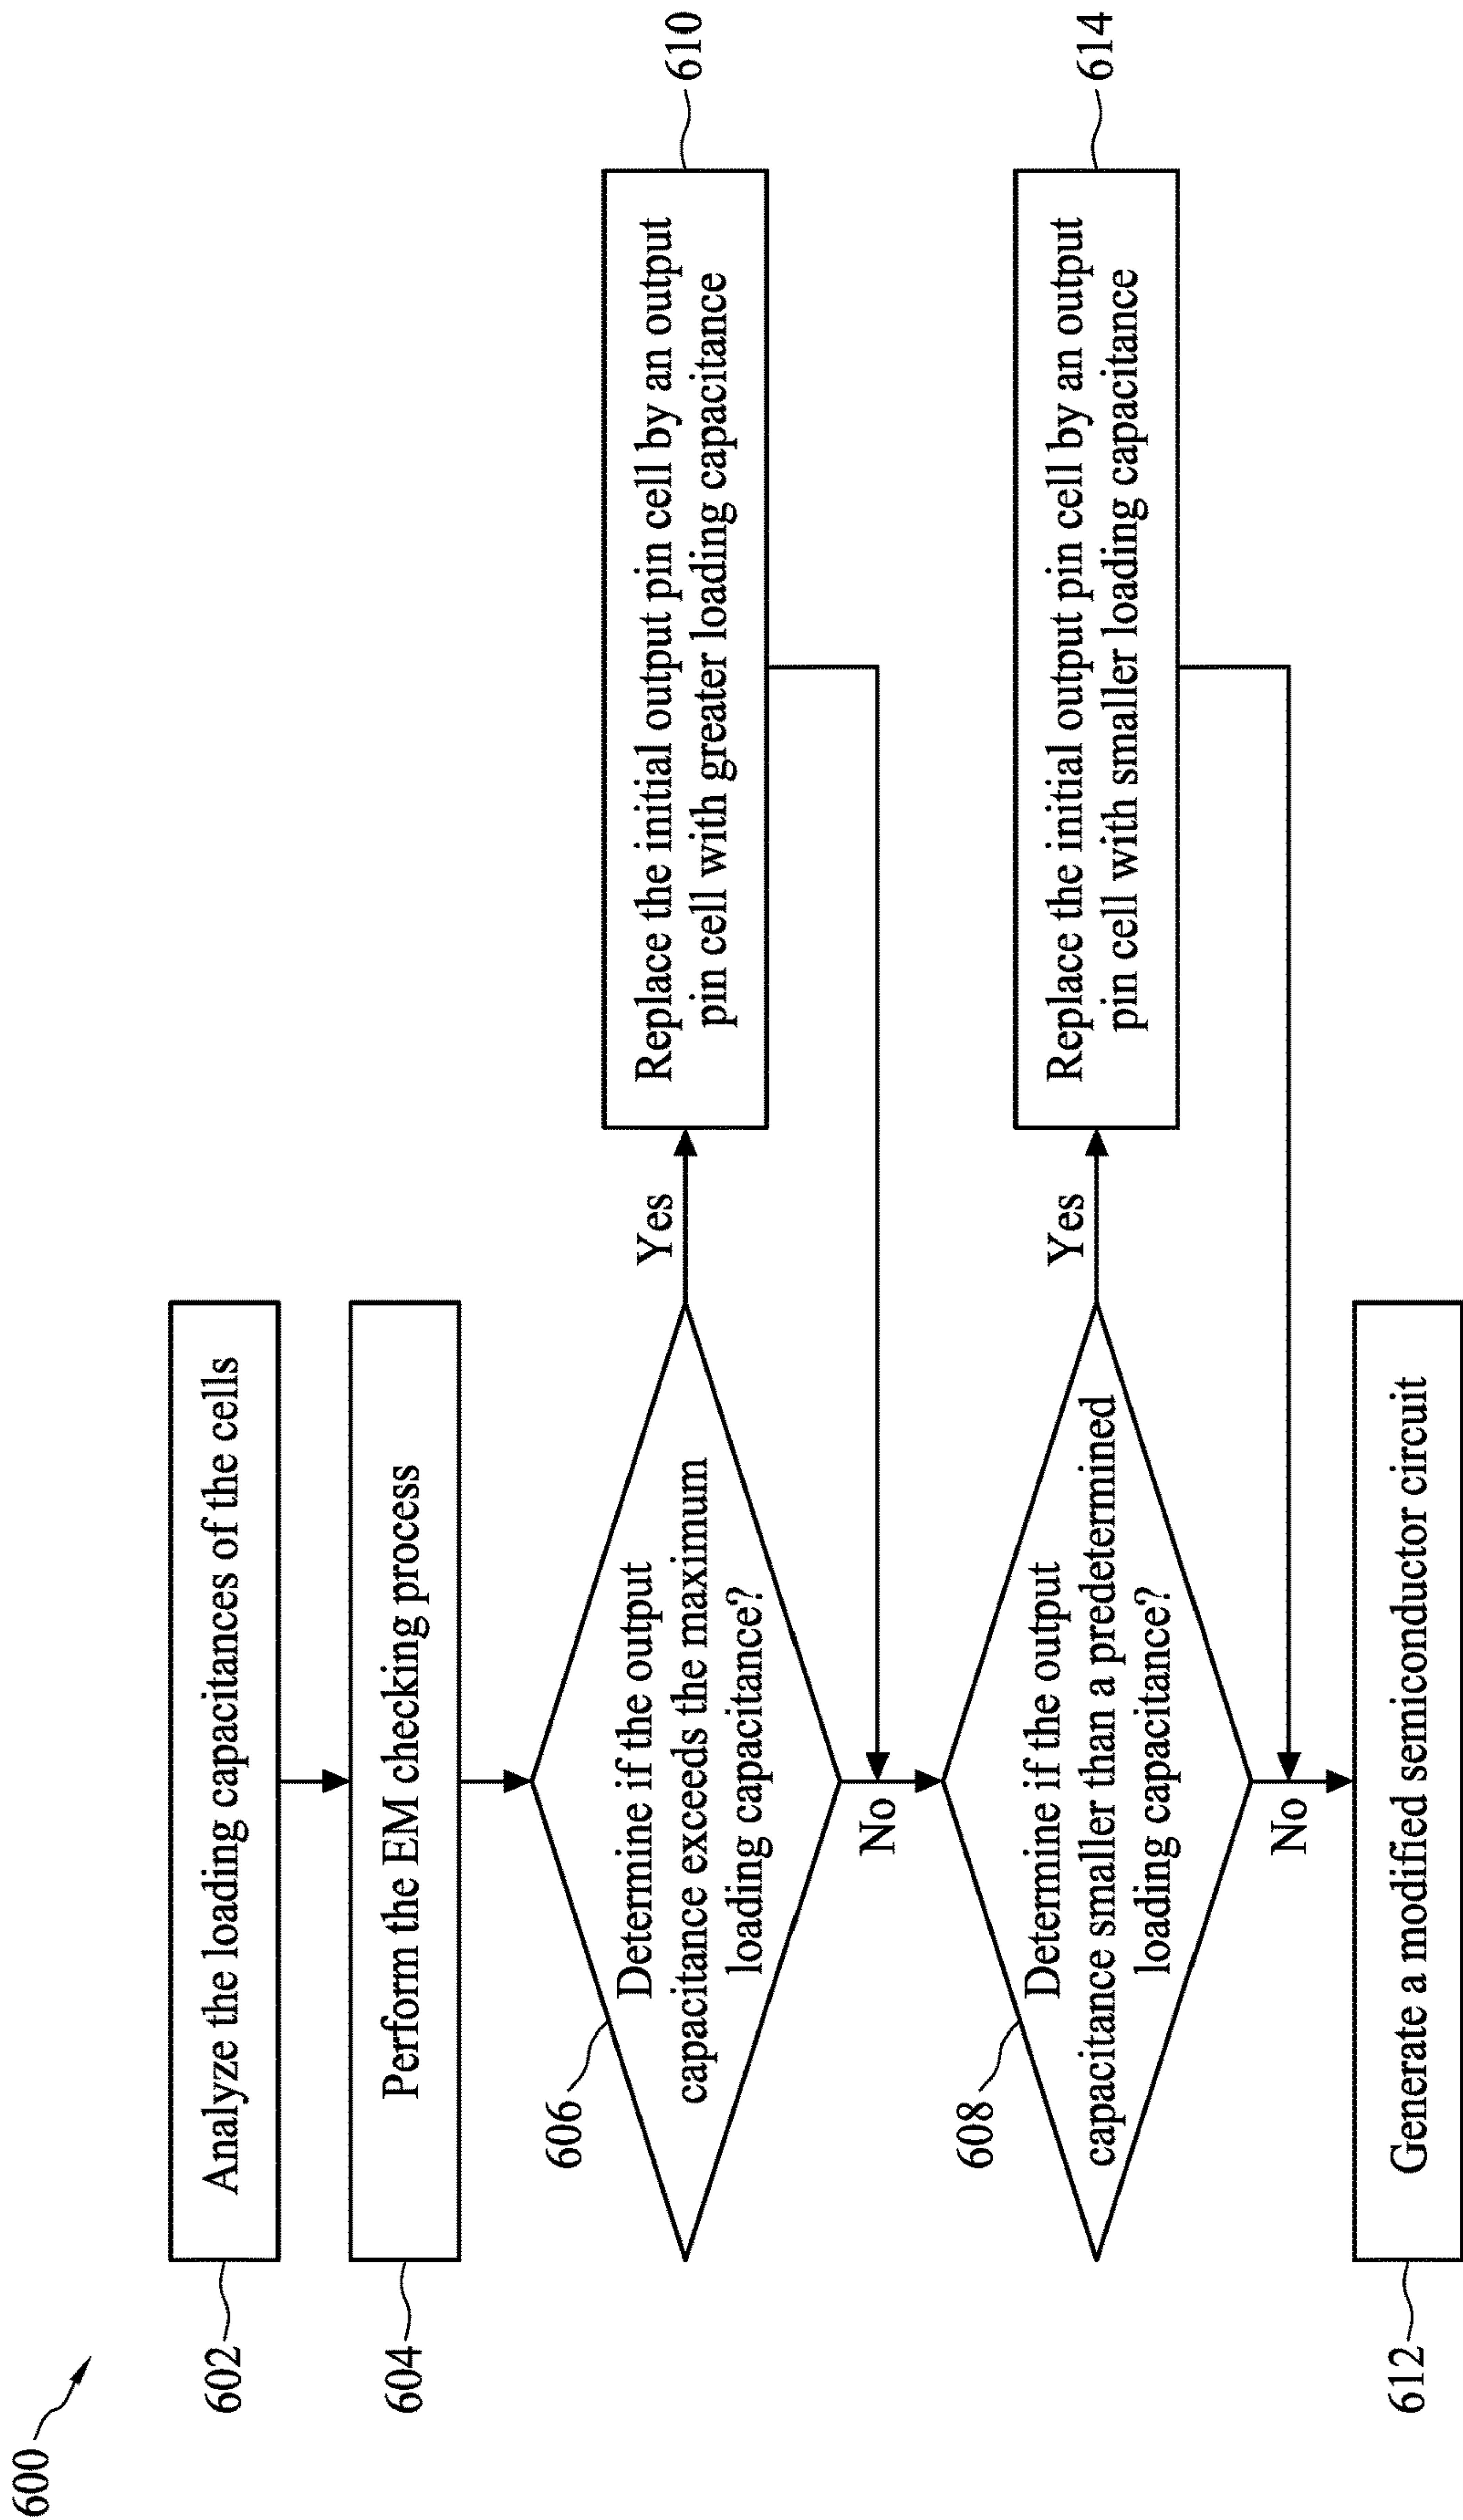 600
602
Analyze the loading capacitances of the cells
604
Perform the EM checking process
606
Determine if the output
capacitance exceeds the maximum
loading capacitance?
Yes
Replace the initial output pin cell by an output
pin cell with greater loading capacitance
610
No
608
Determine if the output
capacitance smaller than a predetermined
loading capacitance?
Yes
Replace the initial output pin cell by an output
pin cell with smaller loading capacitance
614
No
612
Generate a modified semiconductor circuit